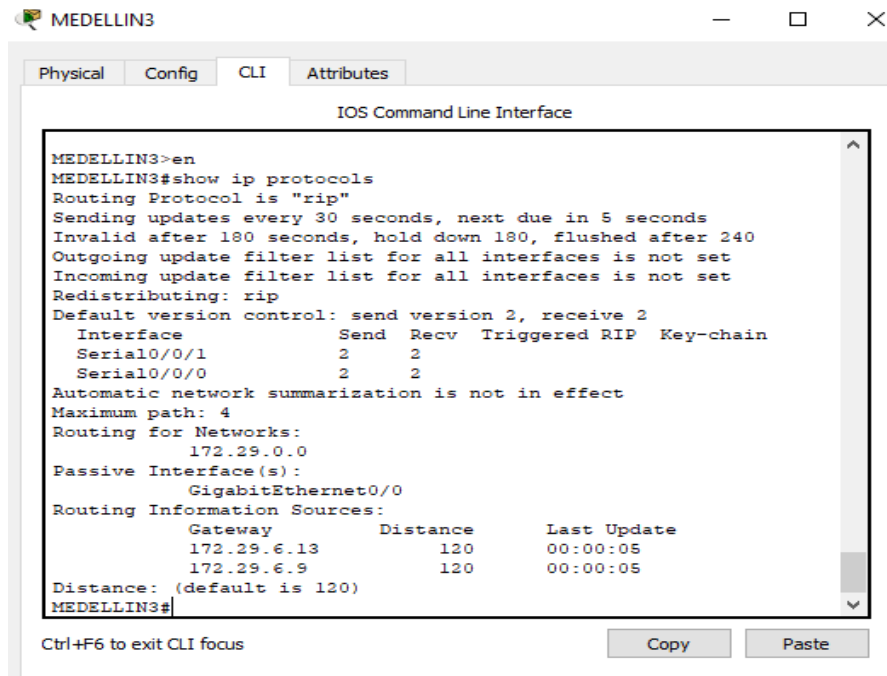 MEDELLIN3
Physical Config CLI Attributes
IOS Command Line Interface
MEDELLIN3>en
MEDELLIN3#show ip protocols
Routing Protocol is "rip"
Sending updates every 30 seconds, next due in 5 seconds
Invalid after 180 seconds, hold down 180, flushed after 240
Outgoing update filter list for all interfaces is not set
Incoming update filter list for all interfaces is not set
Redistributing: rip
Default version control: send version 2, receive 2
Interface Send Recv Triggered RIP Key-chain
Serial0/0/1 2 2
Serial0/0/0 2 2
Automatic network summarization is not in effect
Maximum path: 4
Routing for Networks:
172.29.0.0
Passive Interface(s):
GigabitEthernet0/0
Routing Information Sources:
Gateway Distance Last Update
172.29.6.13 120 00:00:05
172.29.6.9 120 00:00:05
Distance: (default is 120)
MEDELLIN3#
Ctrl+F6 to exit CLI focus Copy Paste